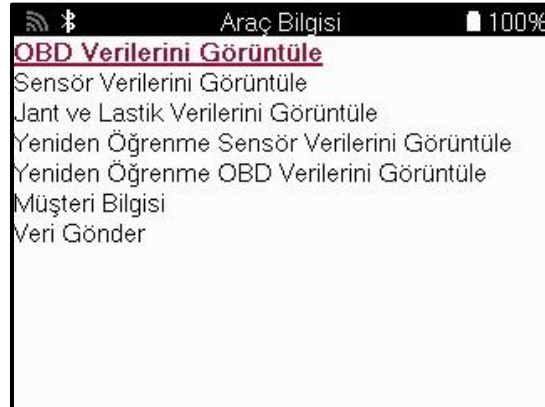 Araç Bilgisi 100%
OBD Verilerini Görüntüle
Sensör Verilerini Görüntüle
Jant ve Lastik Verilerini Görüntüle
Yeniden Öğrenme Sensör Verilerini Görüntüle
Yeniden Öğrenme OBD Verilerini Görüntüle
Müşteri Bilgisi
Veri Gönder